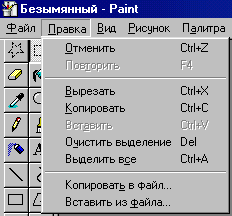 Безымянный - Paint
Файл Правка Вид Рисунок Палитра
Отменить Ctrl+Z
Повторить F4
Вырезать Ctrl+X
Копировать Ctrl+C
Вставить Ctrl+V
Очистить выделение Del
Выделить все Ctrl+A
Копировать в файл...
Вставить из файла...